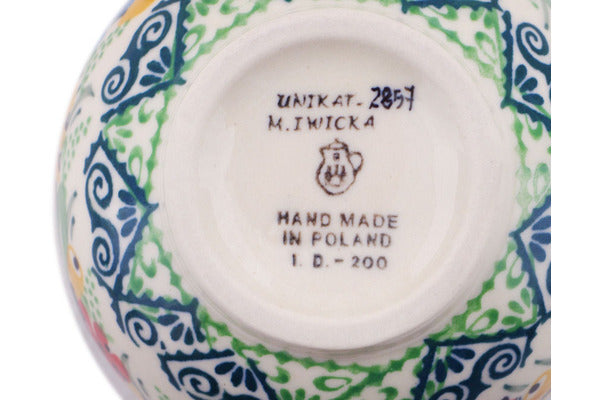 UNIKAT-2857
M.IWICKA
HAND MADE
IN POLAND
I. D.-200